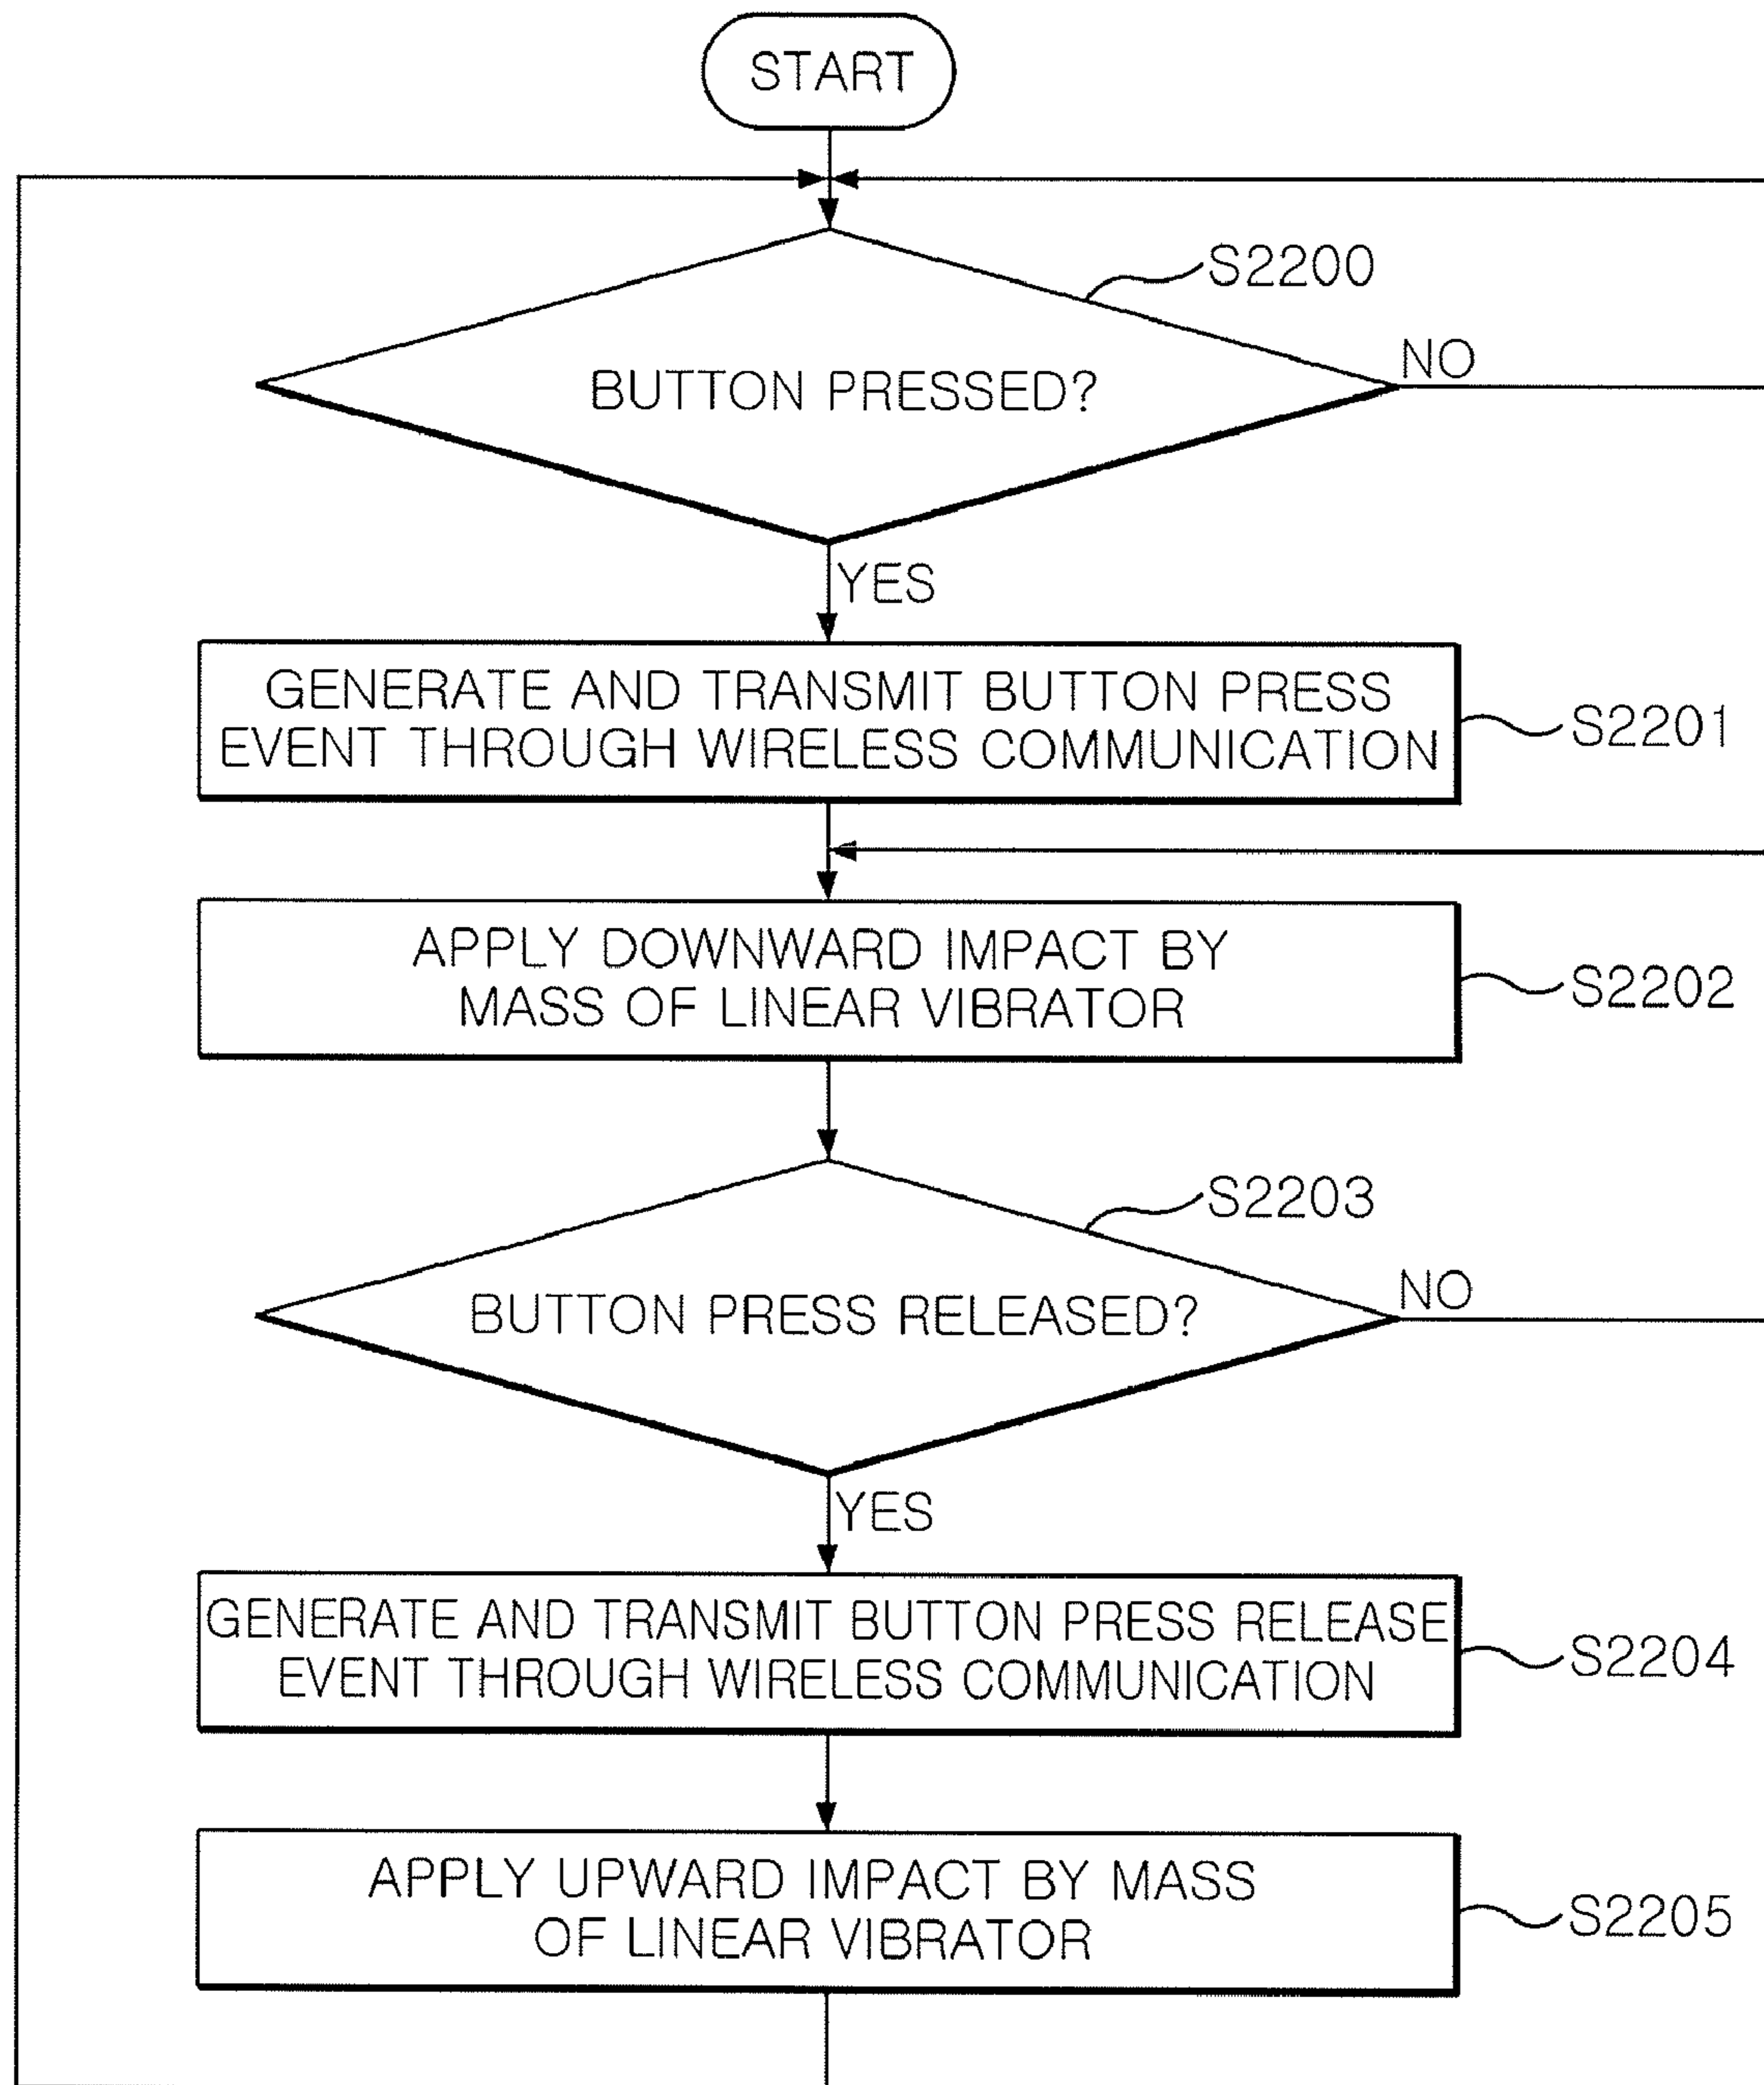 START
S2200
NO
BUTTON PRESSED?
YES
GENERATE AND TRANSMIT BUTTON PRESS
EVENT THROUGH WIRELESS COMMUNICATION
S2201
APPLY DOWNWARD IMPACT BY
MASS OF LINEAR VIBRATOR
S2202
S2203
NO
BUTTON PRESS RELEASED?
YES
GENERATE AND TRANSMIT BUTTON PRESS RELEASE
EVENT THROUGH WIRELESS COMMUNICATION
S2204
APPLY UPWARD IMPACT BY MASS
OF LINEAR VIBRATOR
S2205